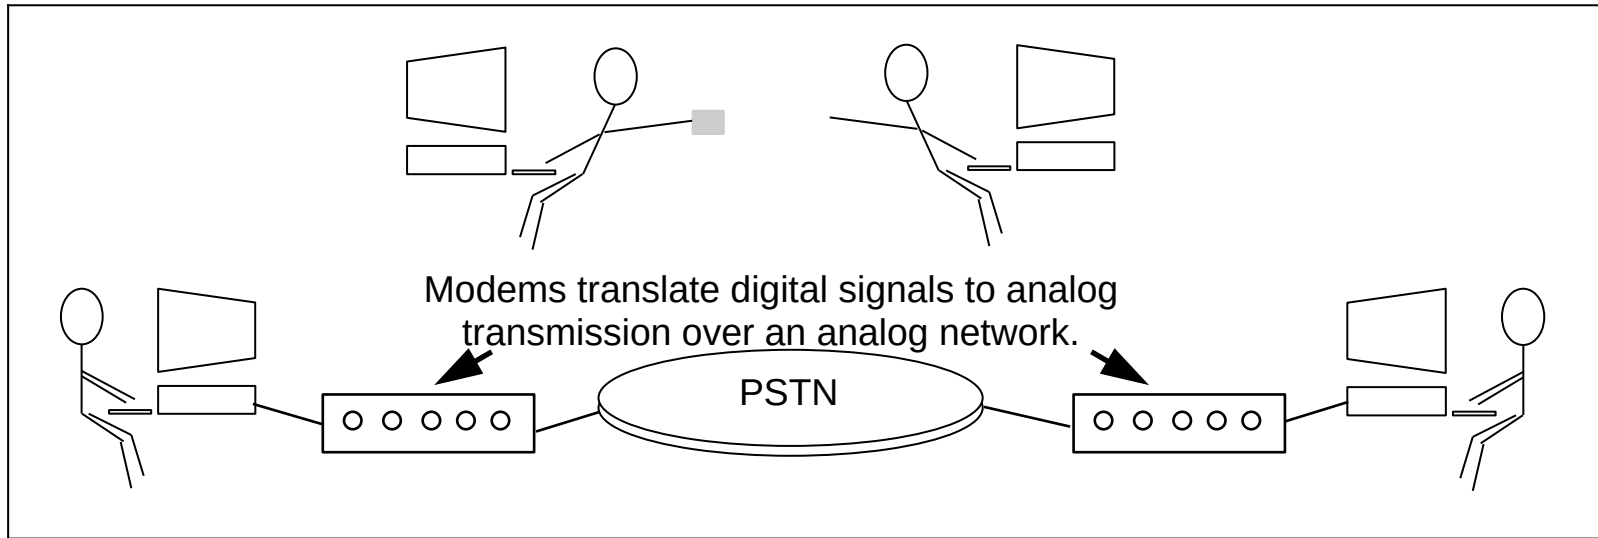 Modems translate digital signals to analog
transmission over an analog network.
PSTN